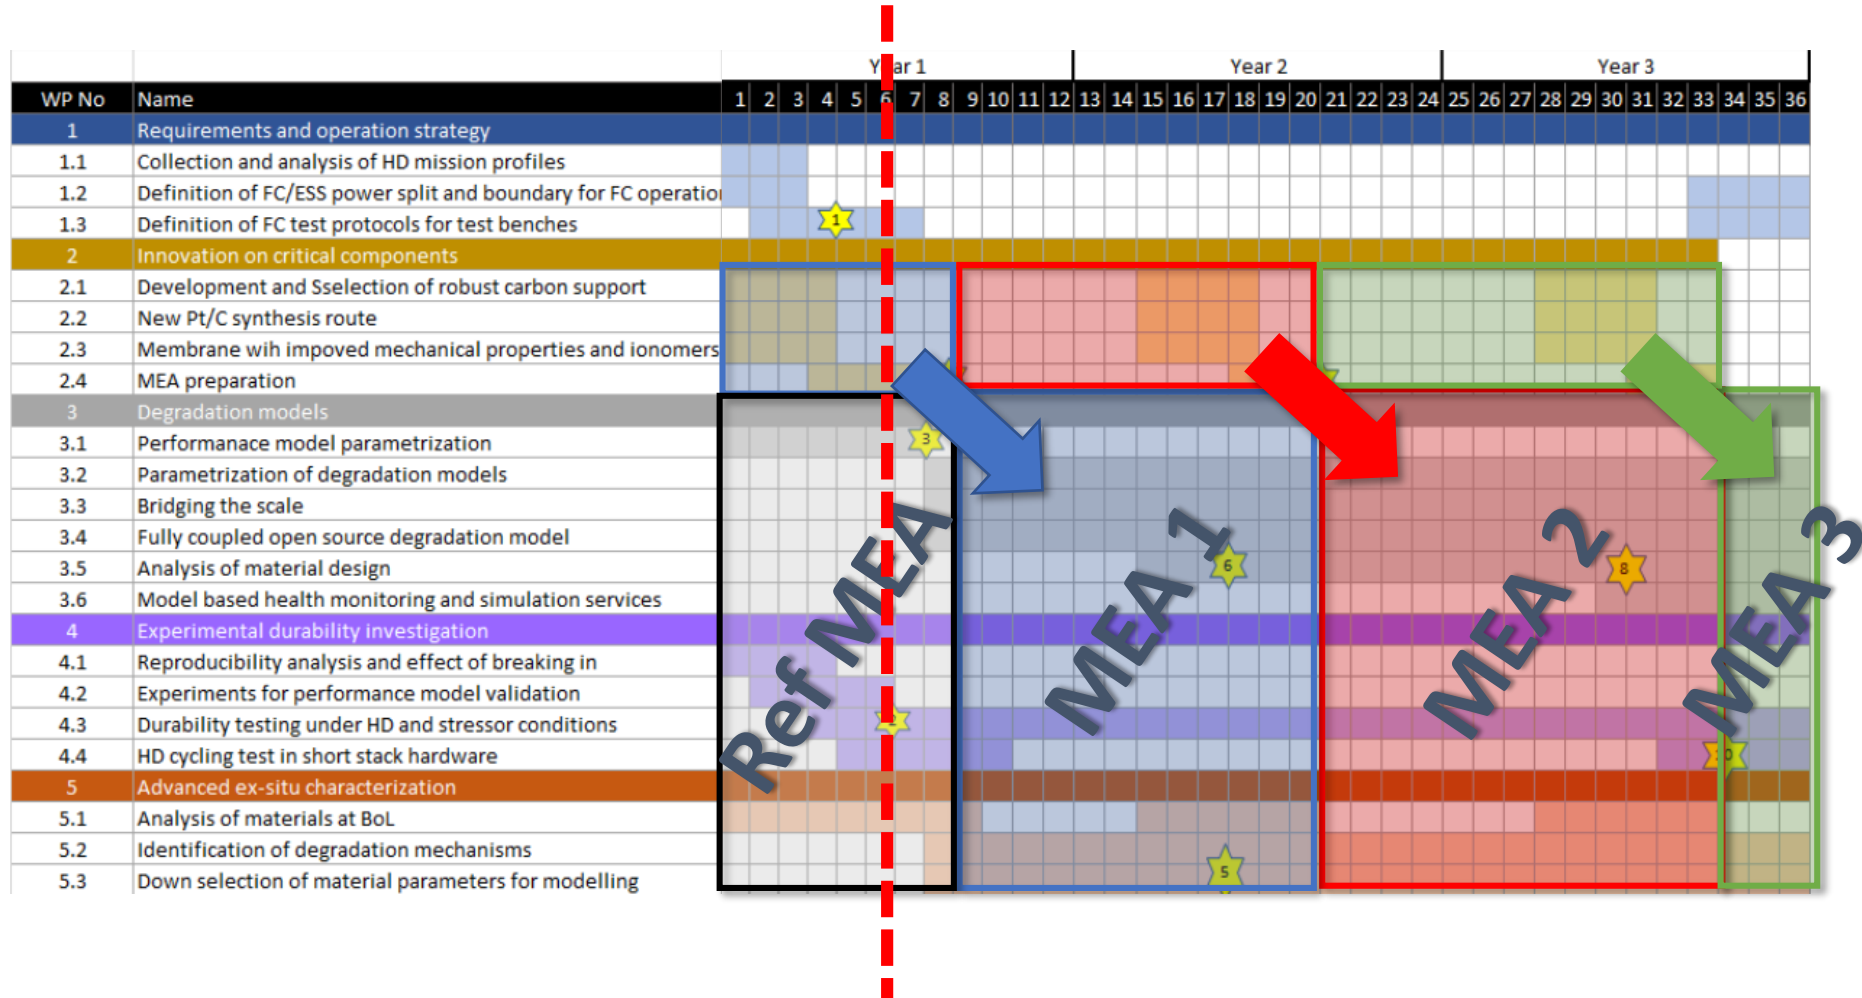 Year 1 Year 2 Year 3
WP No Name 1 2 3 4 5 6 7 8 9 10 11 12 13 14 15 16 17 18 19 20 21 22 23 24 25 26 27 28 29 30 31 32 33 34 35 36
1 Requirements and operation strategy
1.1 Collection and analysis of HD mission profiles
1.2 Definition of FC/ESS power split and boundary for FC operation
1.3 Definition of FC test protocols for test benches 1
2 Innovation on critical components
2.1 Development and Sselection of robust carbon support
2.2 New Pt/C synthesis route
2.3 Membrane wih impoved mechanical properties and ionomers
2.4 MEA preparation
3 Degradation models
3.1 Performanace model parametrization 3
3.2 Parametrization of degradation models
3.3 Bridging the scale
3.4 Fully coupled open source degradation model
3.5 Analysis of material design 6 8
3.6 Model based health monitoring and simulation services
4 Experimental durability investigation
4.1 Reproducibility analysis and effect of breaking in
4.2 Experiments for performance model validation
4.3 Durability testing under HD and stressor conditions
4.4 HD cycling test in short stack hardware
5 Advanced ex-situ characterization
5.1 Analysis of materials at BoL
5.2 Identification of degradation mechanisms
5.3 Down selection of material parameters for modelling 5
Ref MEA
MEA 1
MEA 2
MEA 3